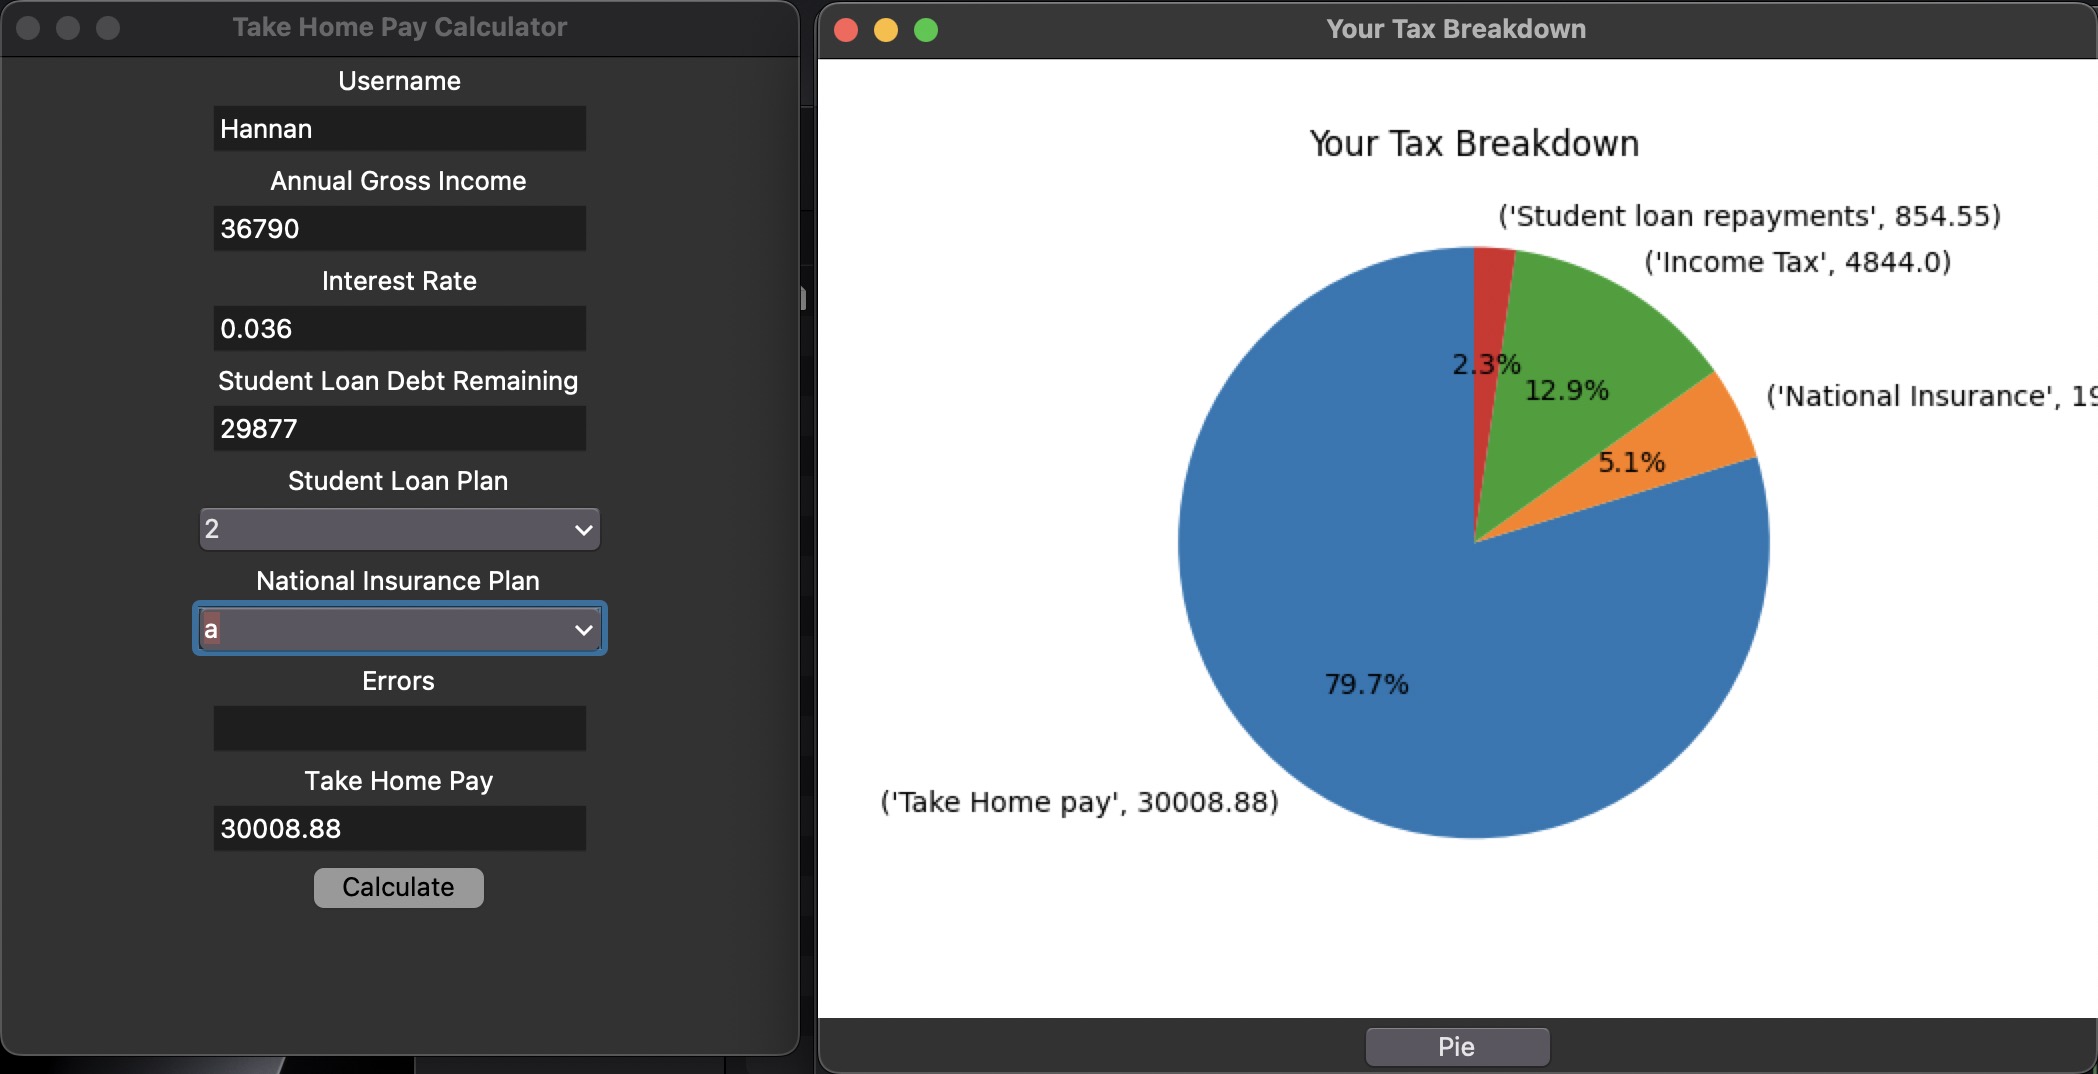 Take Home Pay Calculator
Username
Hannan
Annual Gross Income
36790
Interest Rate
0.036
Student Loan Debt Remaining
29877
Student Loan Plan
2
National Insurance Plan
a
Errors
Take Home Pay
30008.88
Calculate
Your Tax Breakdown
Your Tax Breakdown
('Student loan repayments', 854.55)
('Income Tax', 4844.0)
('National Insurance', 19
2.3%
12.9%
5.1%
79.7%
('Take Home pay', 30008.88)
Pie